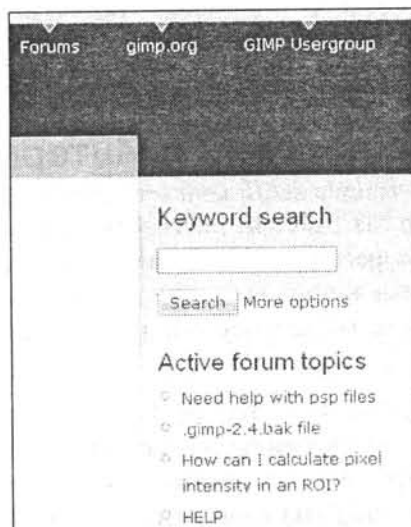 Forums gimp.org GIMP Usergroup
Keyword search
Search More options
Active forum topics
Need help with psp files
.gimp-2.4.bak file
How can I calculate pixel
intensity in an ROI?
HELP